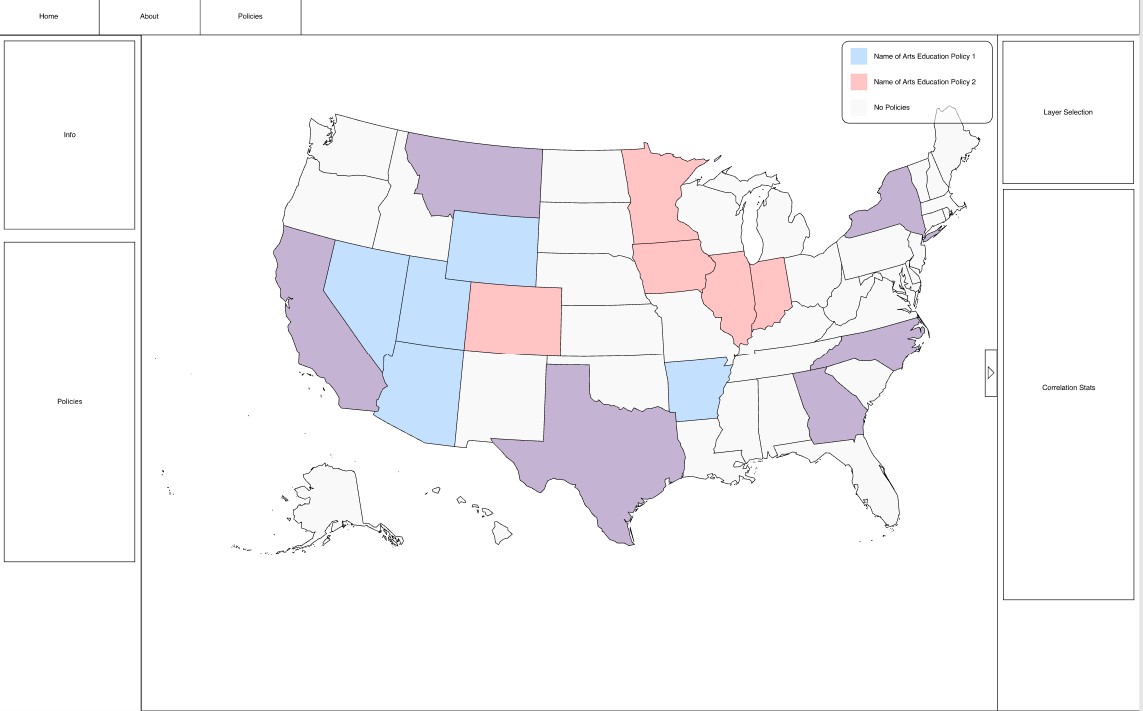 Home
About
Policies
Info
Policies
Name of Arts Education Policy 1
Name of Arts Education Policy 2
No Policies
Layer Selection
Correlation Stats